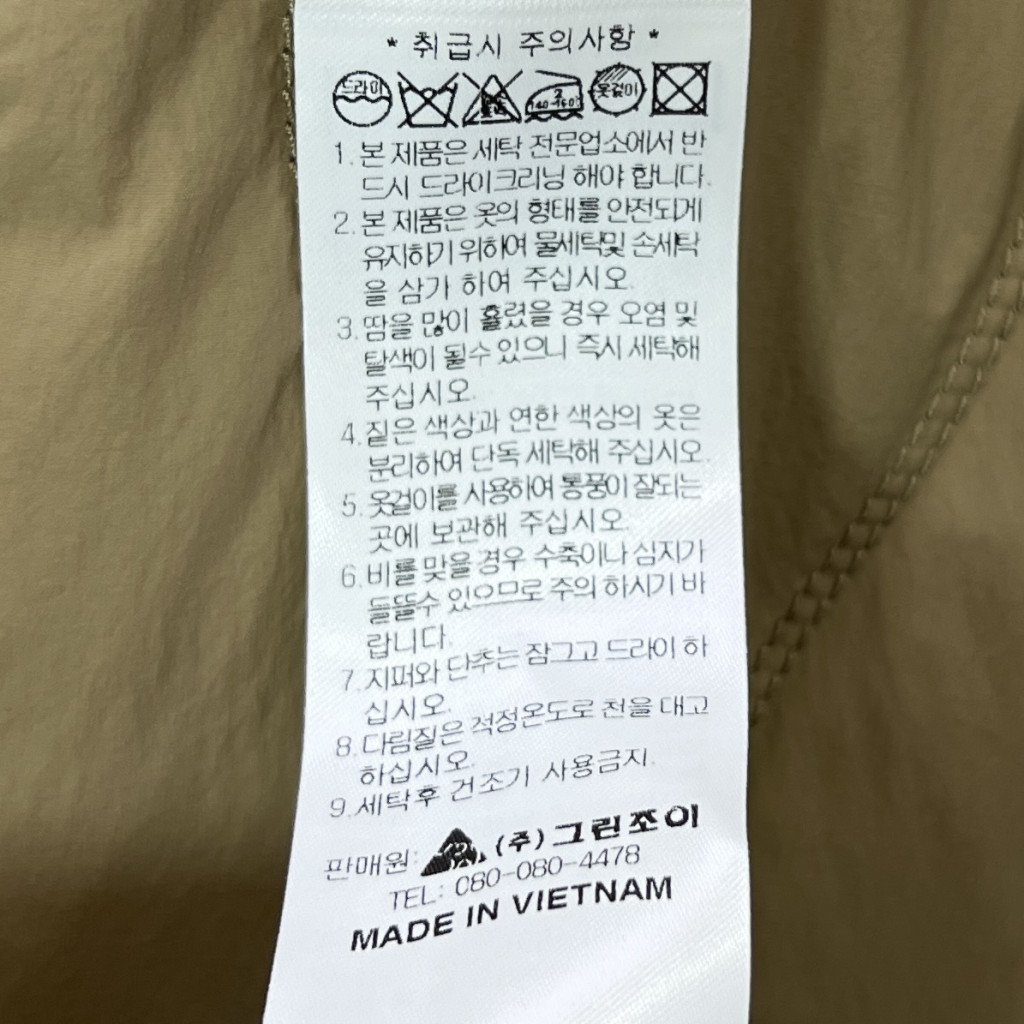 * 취급시 주의사항 *
드라이 2 140-160 옷걸이
1. 본 제품은 세탁 전문업소에서 반
드시 드라이크리닝 해야 합니다.
2. 본 제품은 옷의 형태를 안전되게
유지하기 위하여 물세탁및 손세탁
을 삼가 하여 주십시오.
3. 땀을 많이 흘렸을 경우 오염 및
탈색이 될수 있으니 즉시 세탁해
주십시오.
4. 짙은 색상과 연한 색상의 옷은
분리하여 단독 세탁해 주십시오.
5. 옷걸이를 사용하여 통풍이 잘되는
곳에 보관해 주십시오.
6. 비를 맞을 경우 수축이나 심지가
들뜰수 있으므로 주의 하시기 바
랍니다.
7. 지퍼와 단추는 잠그고 드라이 하
십시오.
8. 다림질은 적정온도로 천을 대고
하십시오.
9. 세탁후 건조기 사용금지.
판매원: (주)그린조이
TEL: 080-080-4478
MADE IN VIETNAM